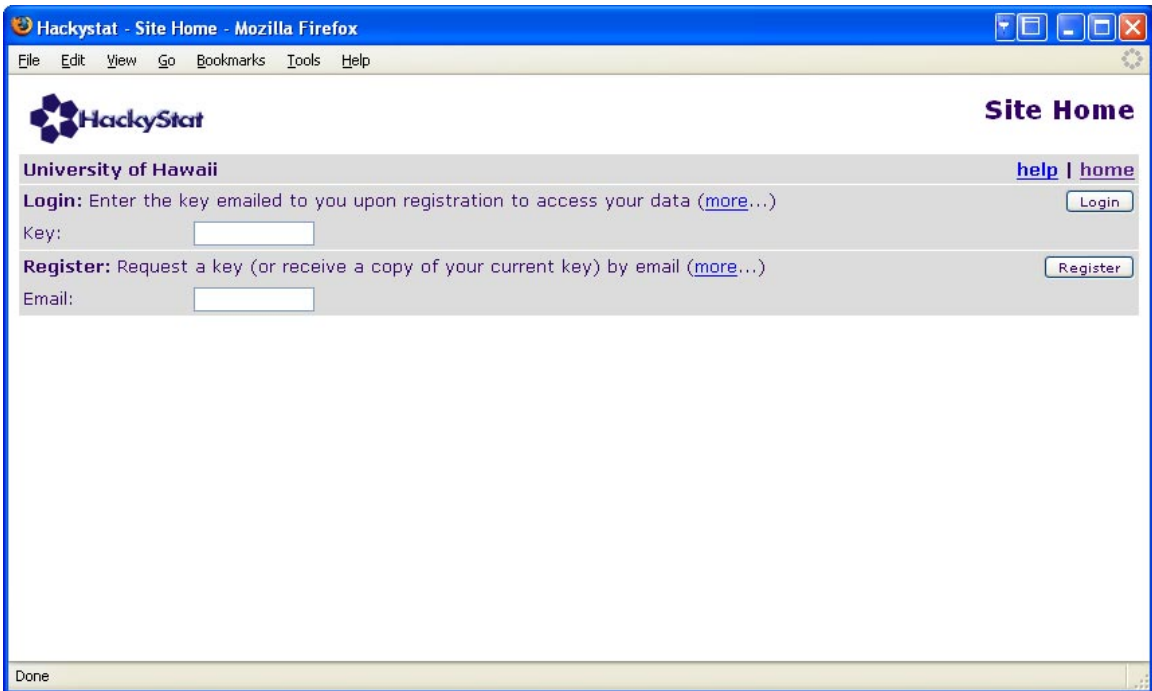 Hackystat - Site Home - Mozilla Firefox
File Edit View Go Bookmarks Tools Help
HackyStat
Site Home
University of Hawaii help | home
Login: Enter the key emailed to you upon registration to access your data (more...) Login
Key:
Register: Request a key (or receive a copy of your current key) by email (more...) Register
Email:
Done